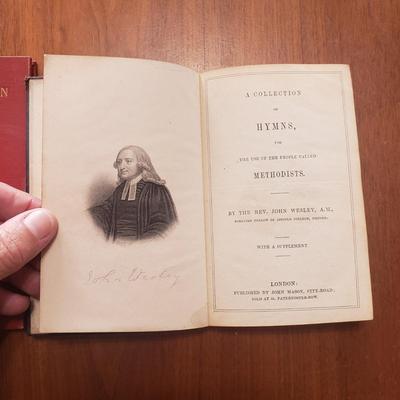 N
John Wesley
A COLLECTION
OF
HYMNS,
FOR
THE USE OF THE PEOPLE CALLED
METHODISTS.
BY THE REV. JOHN WESLEY, A.M.,
SOMETIME FELLOW OF LINCOLN COLLEGE, OXFORD.
WITH A SUPPLEMENT
LONDON:
PUBLISHED BY JOHN MASON, CITY-ROAD;
SOLD AT 66, PATERNOSTER-ROW.